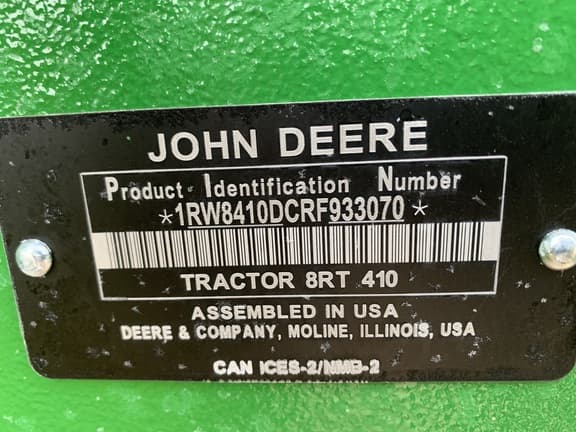 JOHN DEERE
Product Identification Number
*1RW8410DCRF933070*
TRACTOR 8RT 410
ASSEMBLED IN USA
DEERE & COMPANY, MOLINE, ILLINOIS, USA
CAN ICES-2/NMB-2